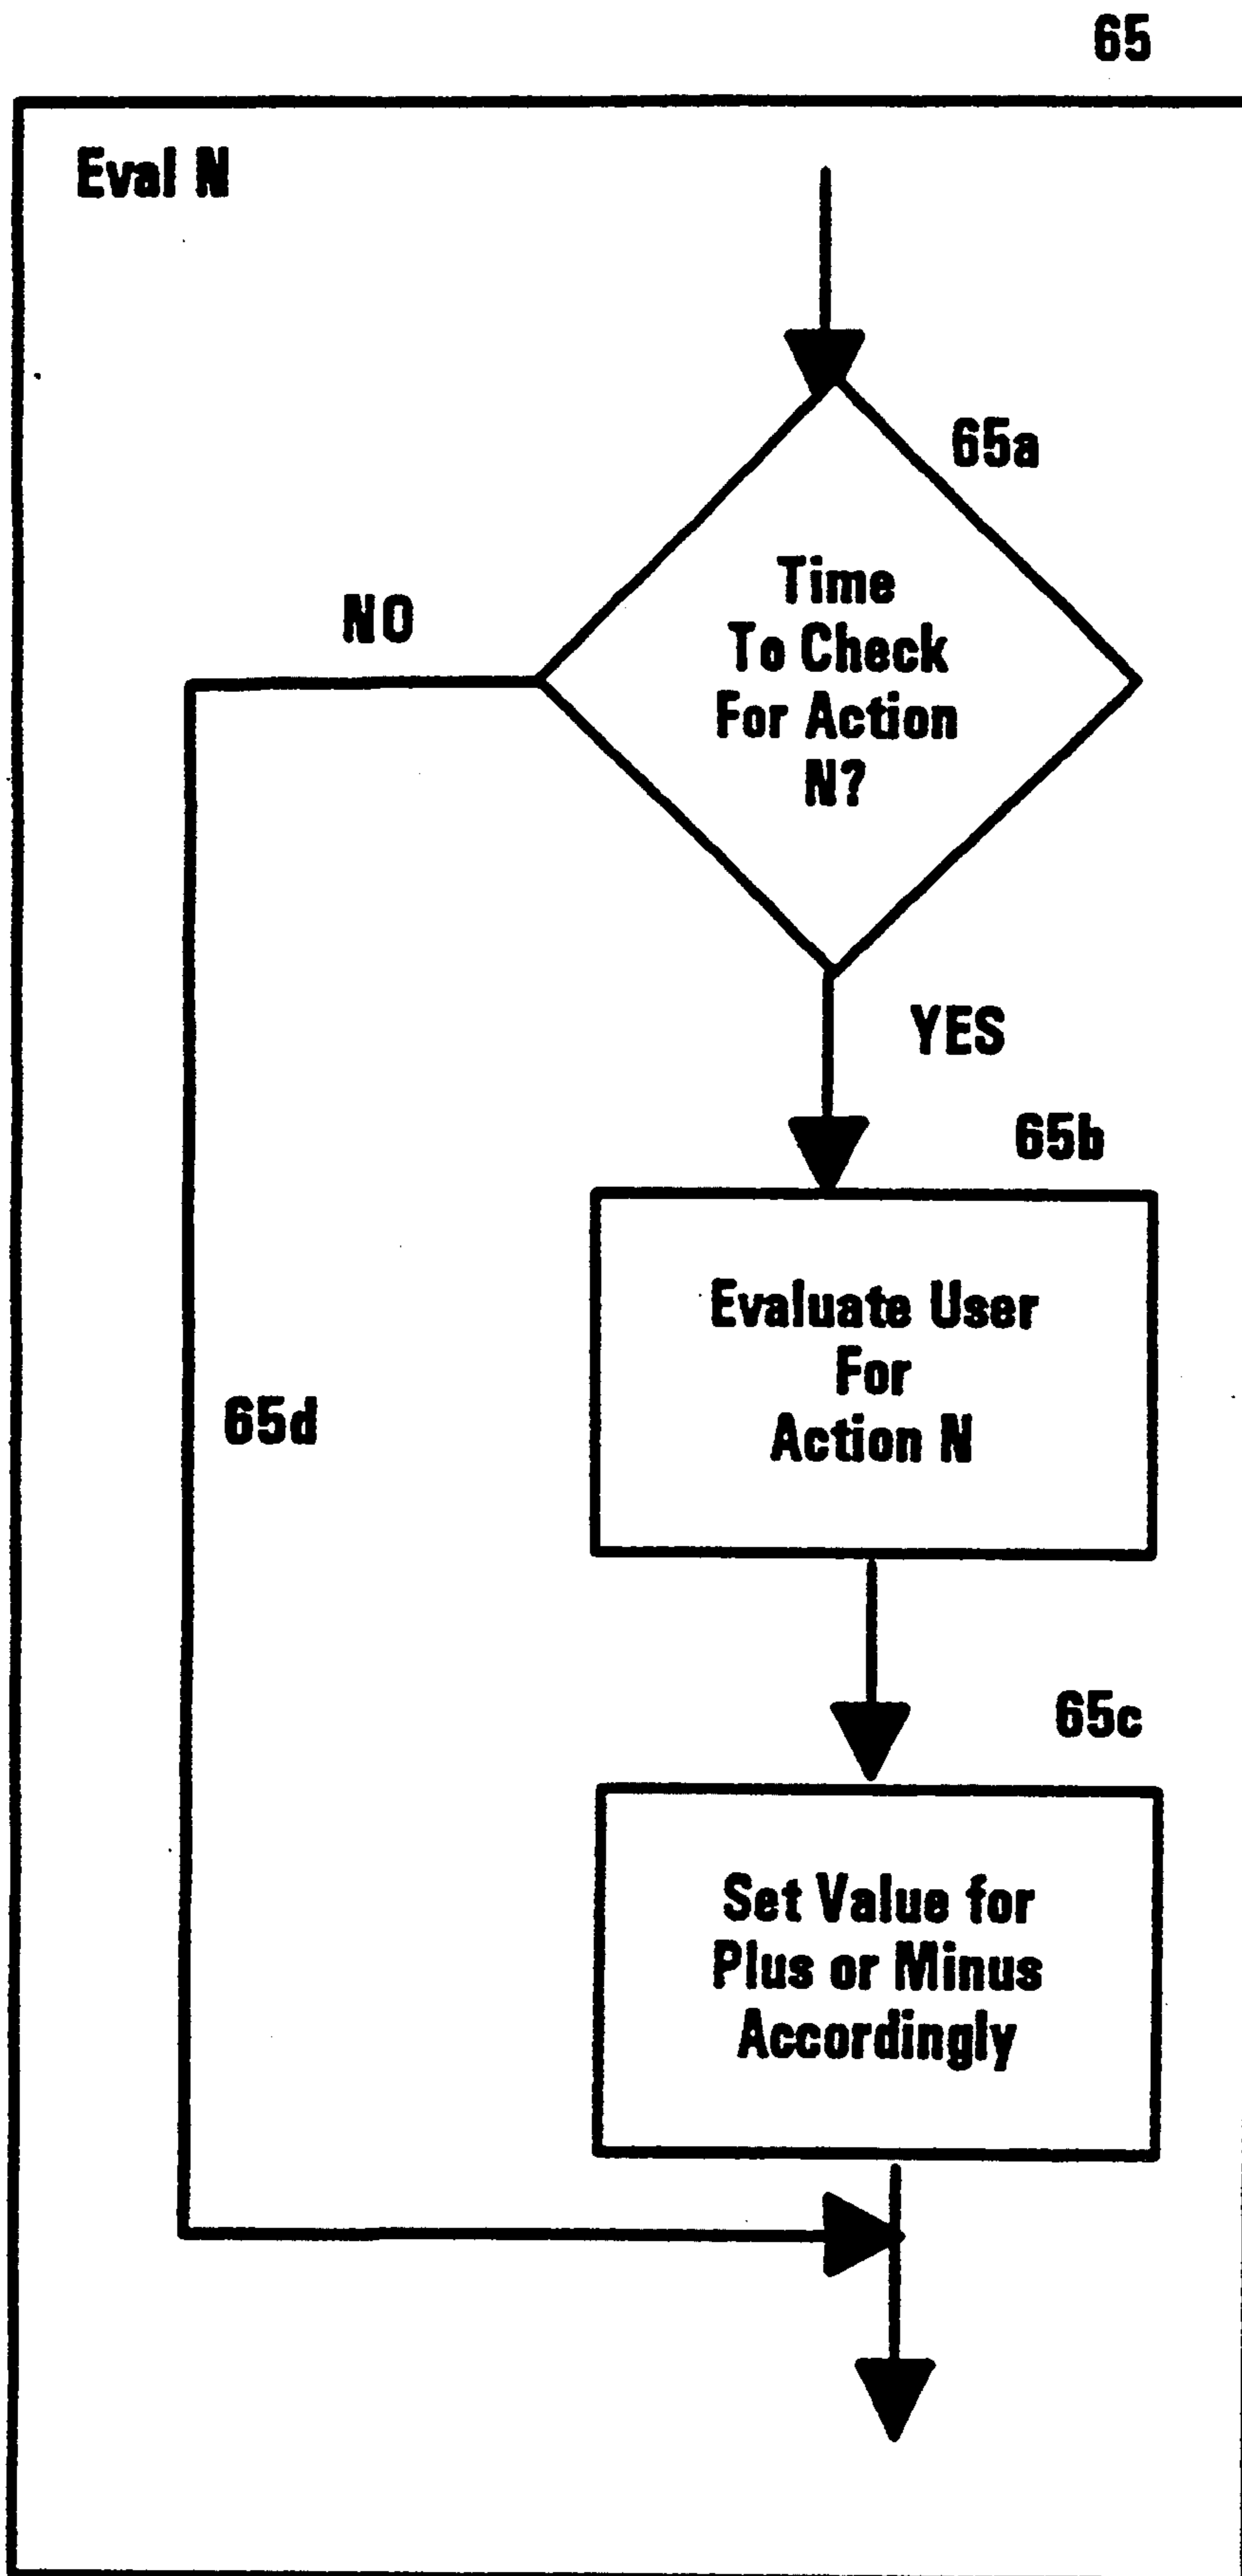 65
Eval N
65a
Time
To Check
For Action
N?
NO
YES
65b
Evaluate User
For
Action N
65d
65c
Set Value for
Plus or Minus
Accordingly